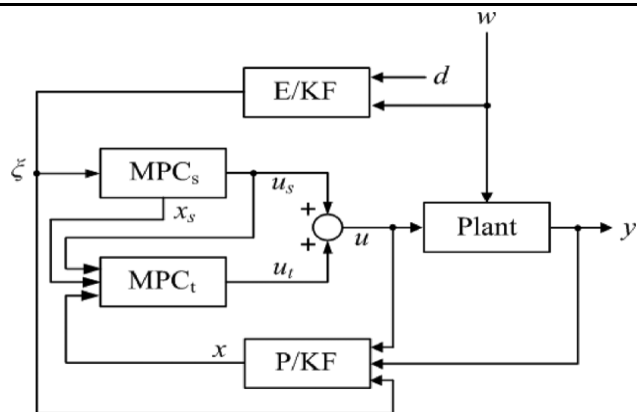 w
E/KF
d
ξ
MPCs
us
xs
+
+
u
Plant
y
MPCt
ut
x
P/KF